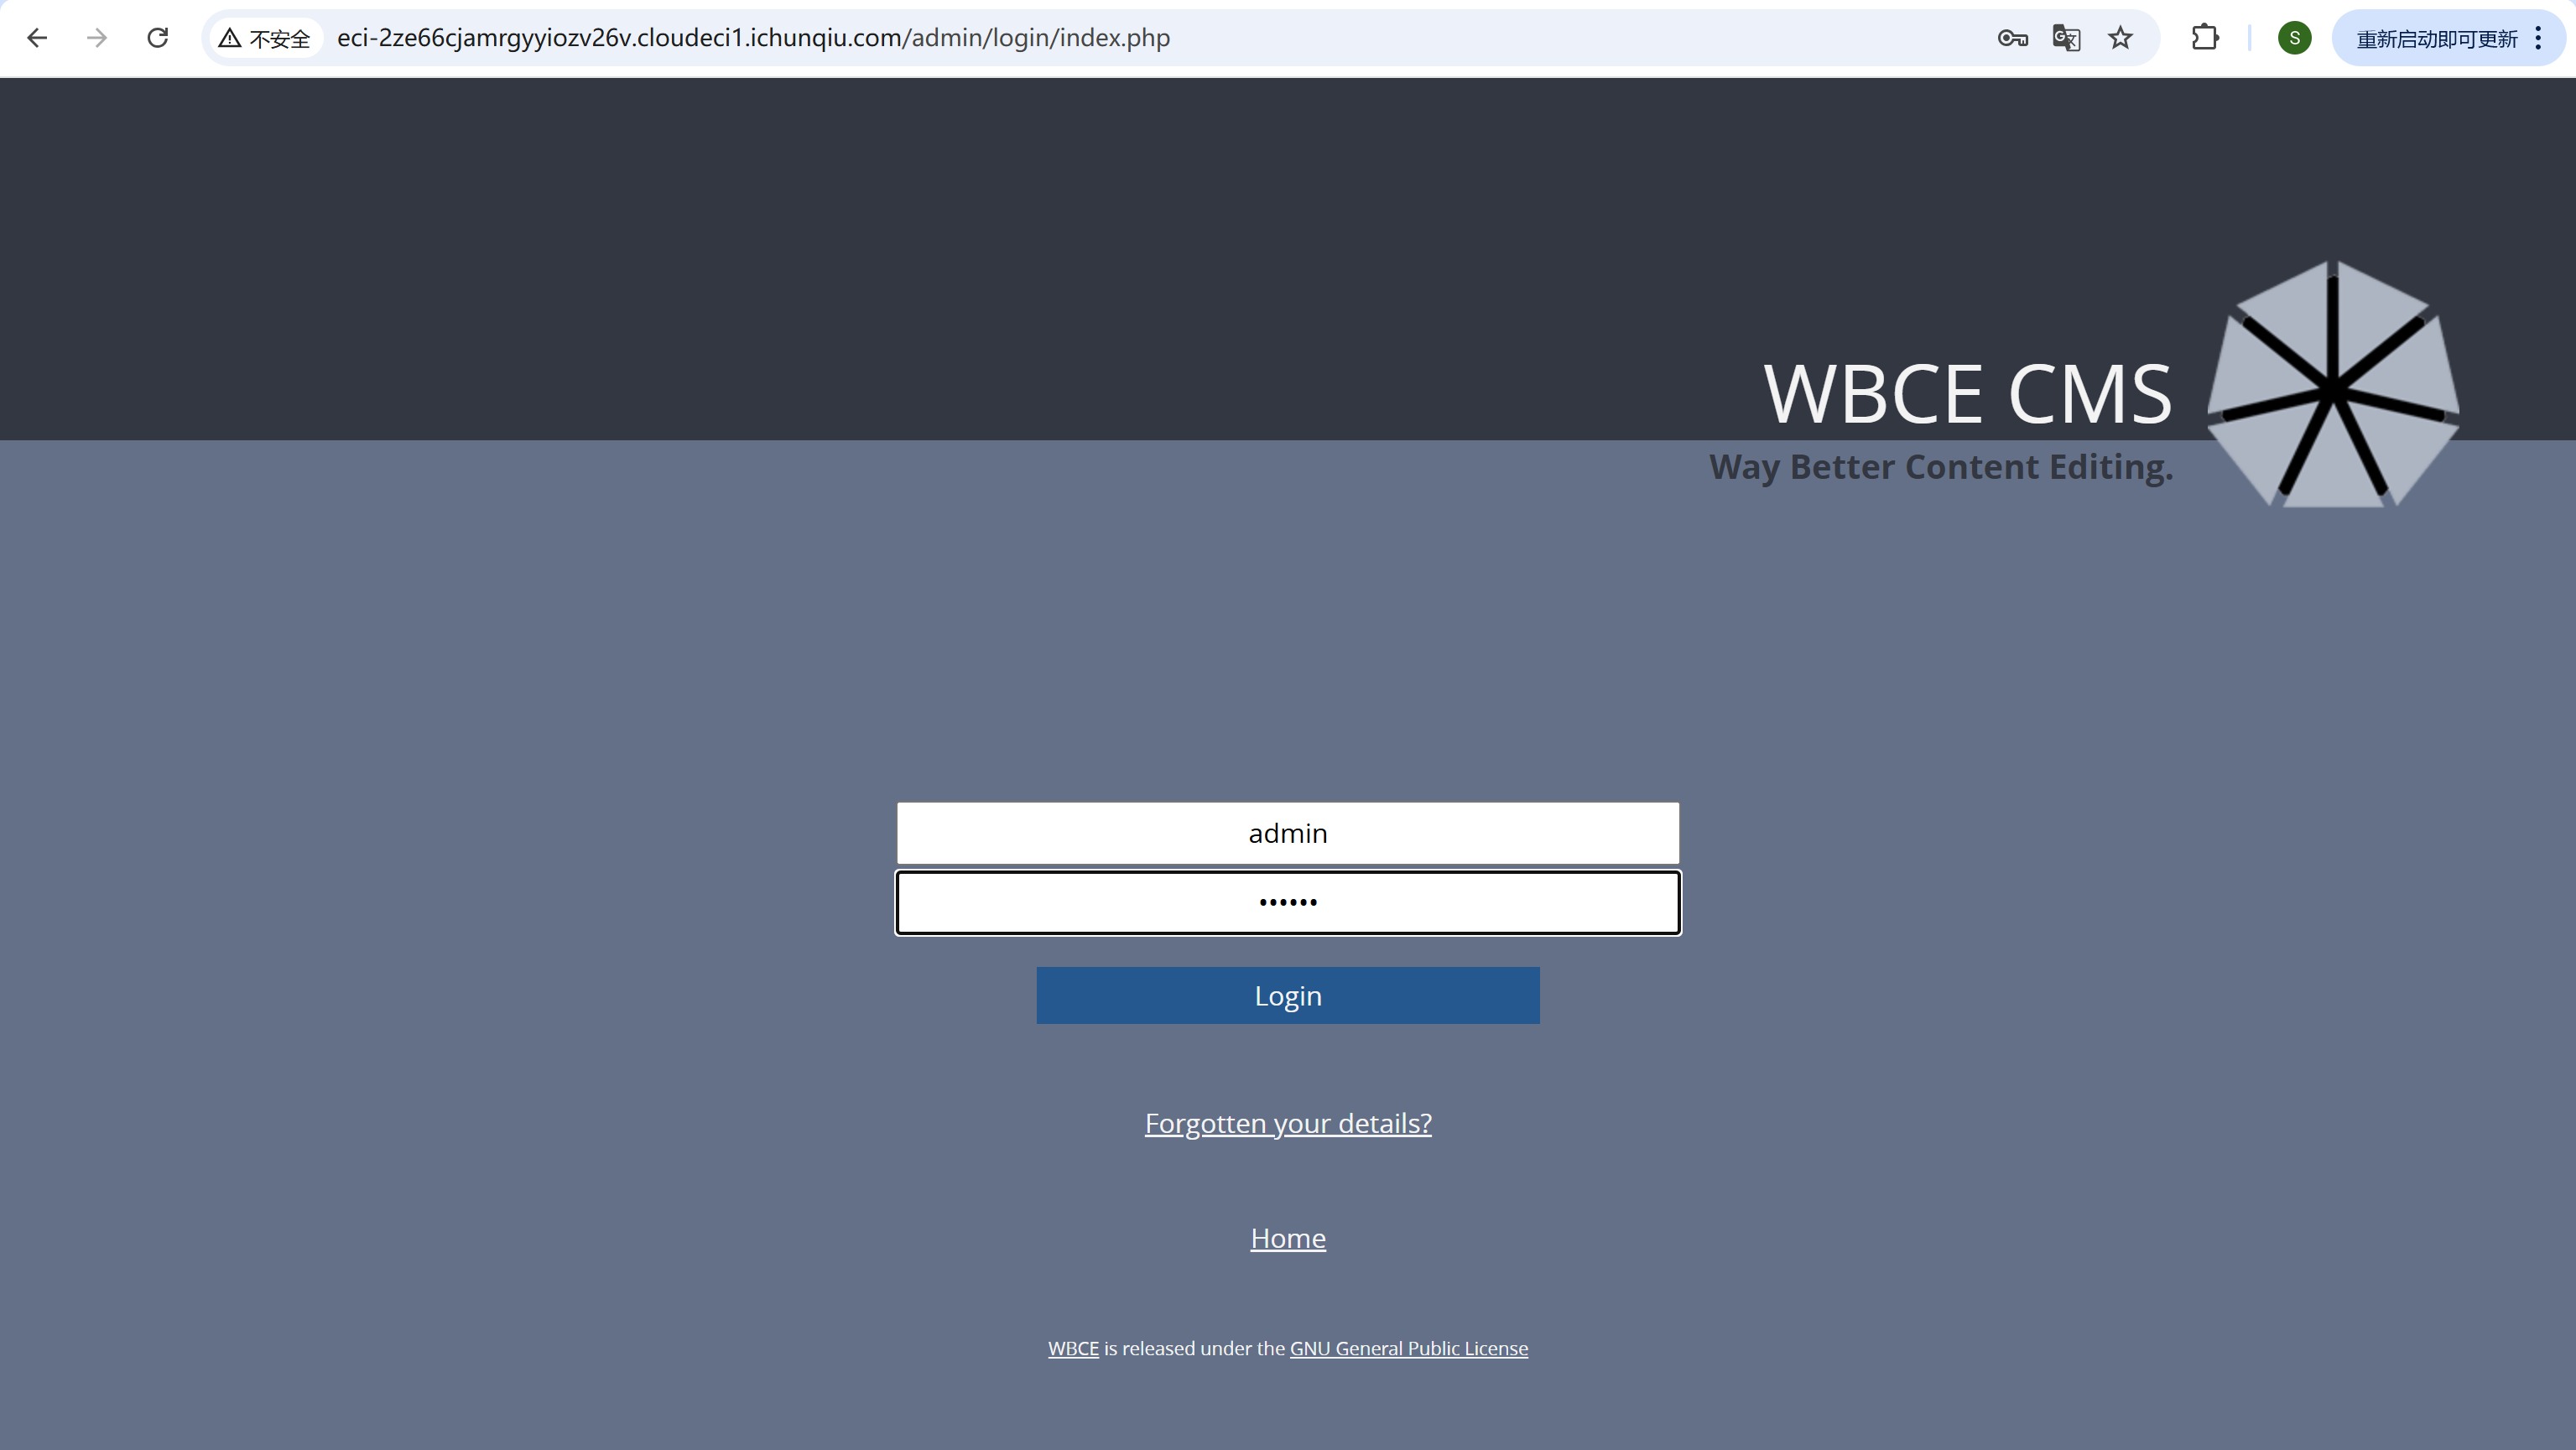 不安全
eci-2ze66cjamrgyyiozv26v.cloudeci1.ichunqiu.com/admin/login/index.php
S
重新启动即可更新
WBCE CMS
Way Better Content Editing.
admin
••••••
Login
Forgotten your details?
Home
WBCE is released under the GNU General Public License